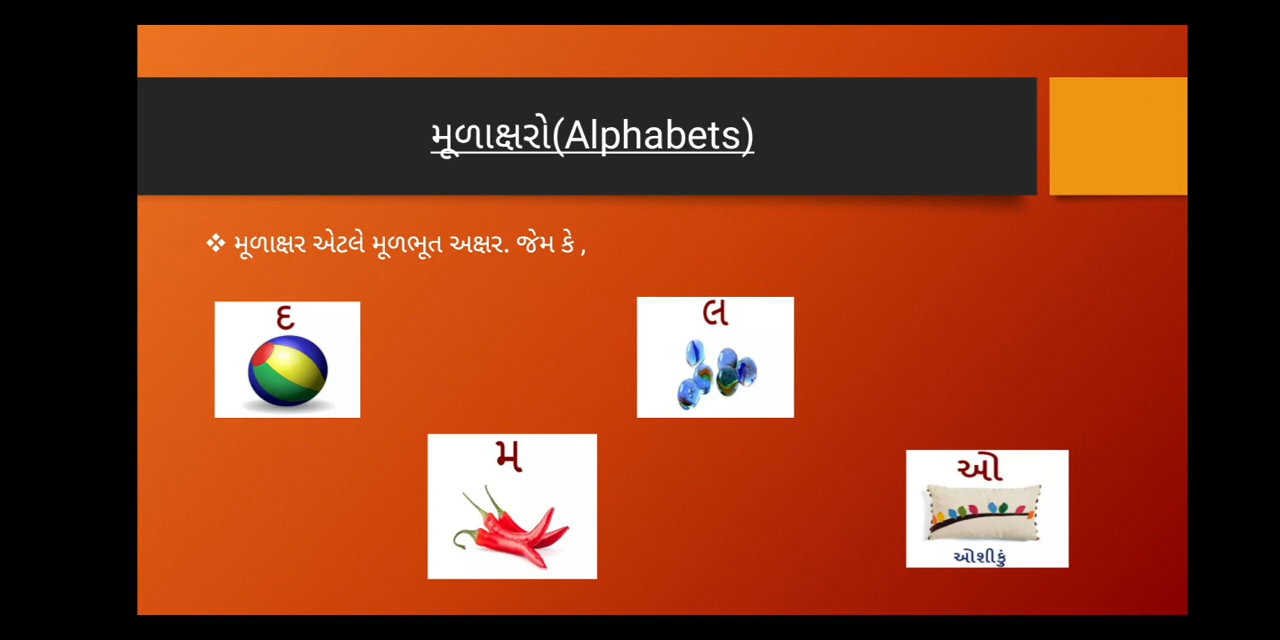 મૂળાક્ષરો(Alphabets)
❖ મૂળાક્ષર એટલે મૂળભૂત અક્ષર. જેમ કે ,
દ
લ
મ
ઓ
ઓશીકું